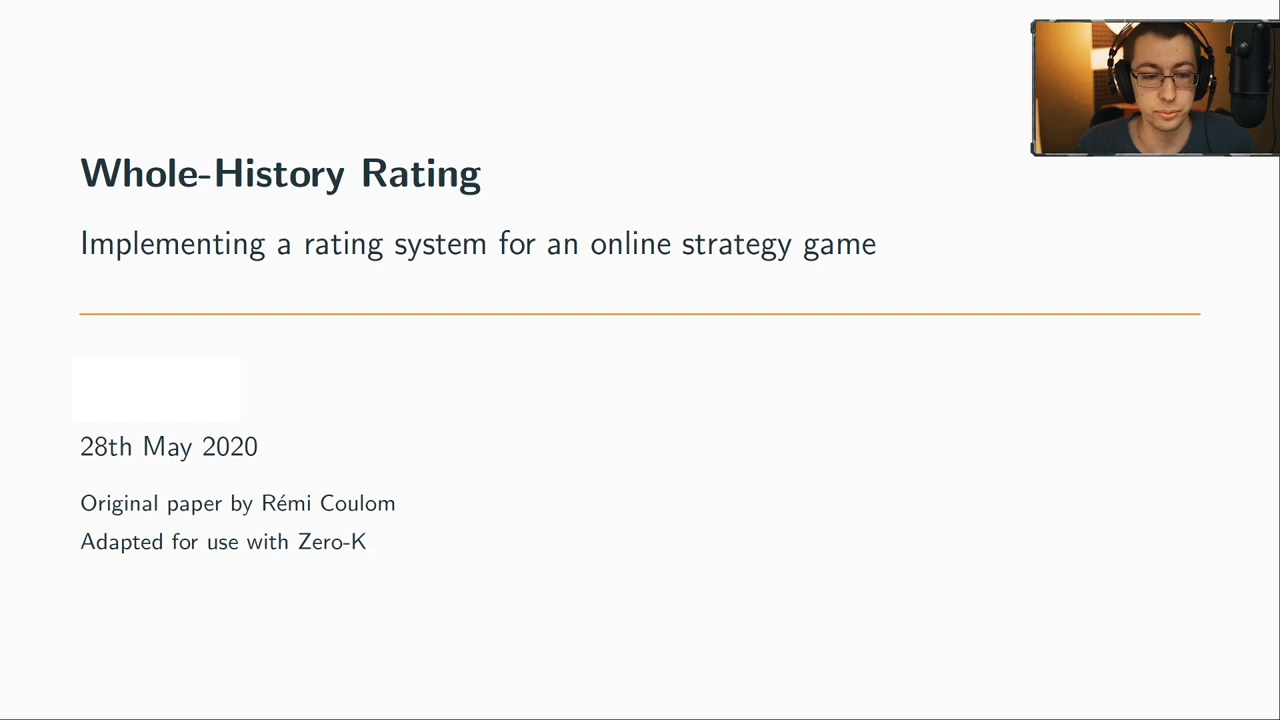 Whole-History Rating
Implementing a rating system for an online strategy game
28th May 2020
Original paper by Rémi Coulom
Adapted for use with Zero-K